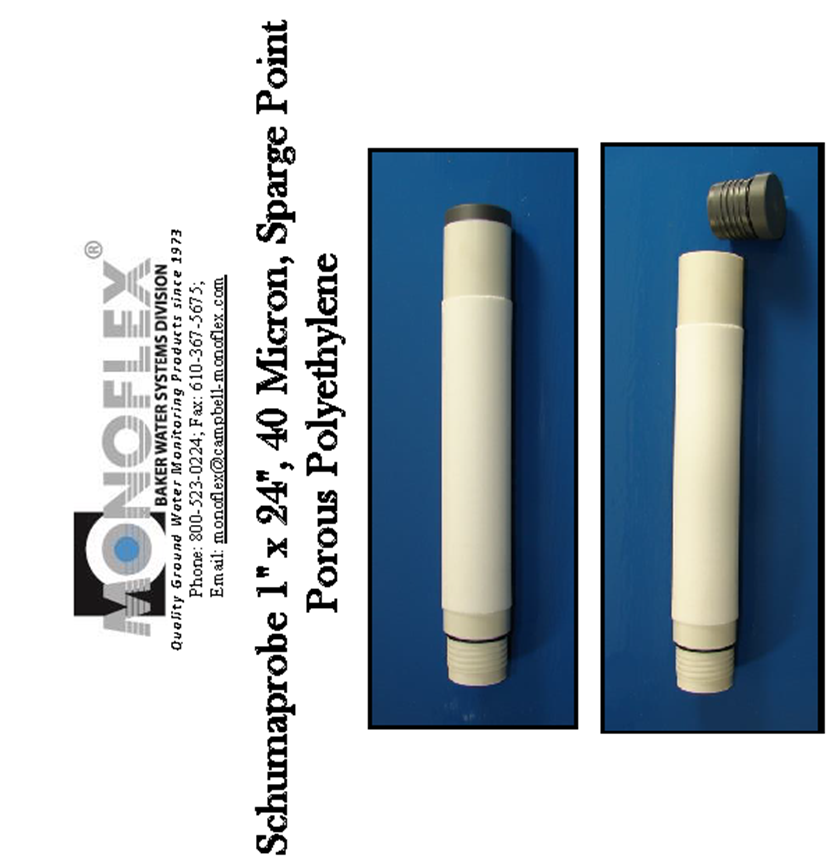 MONOFLEX®
BAKER WATER SYSTEMS DIVISION
Quality Ground Water Monitoring Products since 1973
Phone: 800-523-0224; Fax: 610-367-5675;
Email: monoflex@campbell-monoflex.com
Schumaprobe 1" x 24", 40 Micron, Sparge Point
Porous Polyethylene